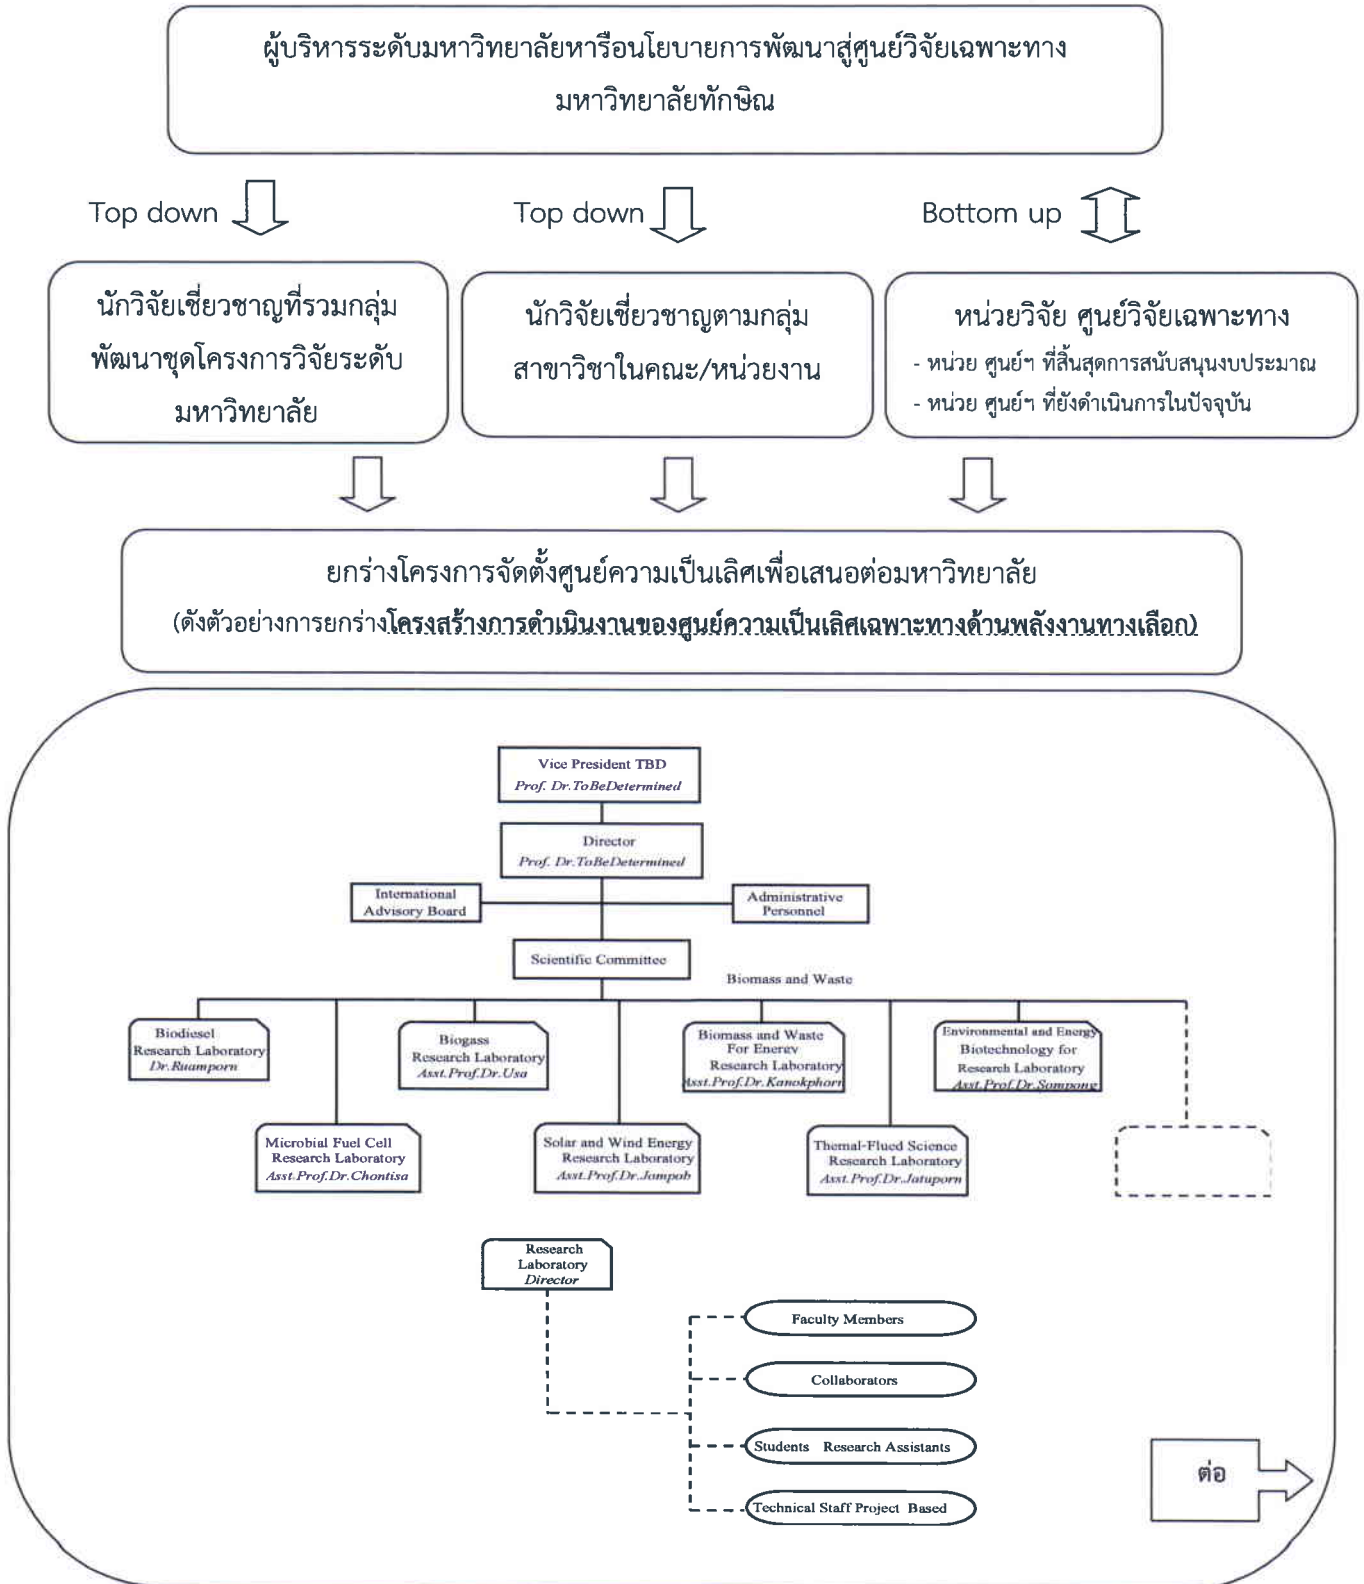 ผู้บริหารระดับมหาวิทยาลัยหารือนโยบายการพัฒนาสู่ศูนย์วิจัยเฉพาะทาง
มหาวิทยาลัยทักษิณ
Top down
Top down
Bottom up
นักวิจัยเชี่ยวชาญที่รวมกลุ่ม
พัฒนาชุดโครงการวิจัยระดับ
มหาวิทยาลัย
นักวิจัยเชี่ยวชาญตามกลุ่ม
สาขาวิชาในคณะ/หน่วยงาน
หน่วยวิจัย ศูนย์วิจัยเฉพาะทาง
- หน่วย ศูนย์ฯ ที่สิ้นสุดการสนับสนุนงบประมาณ
- หน่วย ศูนย์ฯ ที่ยังดำเนินการในปัจจุบัน
ยกร่างโครงการจัดตั้งศูนย์ความเป็นเลิศเพื่อเสนอต่อมหาวิทยาลัย
(ดังตัวอย่างการยกร่างโครงสร้างการดำเนินงานของศูนย์ความเป็นเลิศเฉพาะทางด้านพลังงานทางเลือก)
Vice President TBD
Prof. Dr.ToBeDetermined
Director
Prof. Dr.ToBeDetermined
International
Advisory Board
Administrative
Personnel
Scientific Committee
Biomass and Waste
Biodiesel
Research Laboratory
Dr.Ruamporn
Biogass
Research Laboratory
Asst.Prof.Dr.Usa
Biomass and Waste
For Energy
Research Laboratory
Asst.Prof.Dr.Kanokphorn
Environmental and Energy
Biotechnology for
Research Laboratory
Asst.Prof.Dr.Sompong
Microbial Fuel Cell
Research Laboratory
Asst.Prof.Dr.Chontisa
Solar and Wind Energy
Research Laboratory
Asst.Prof.Dr.Jompob
Themal-Flued Science
Research Laboratory
Asst.Prof.Dr.Jatuporn
Research
Laboratory
Director
Faculty Members
Collaborators
Students Research Assistants
Technical Staff Project Based
ต่อ